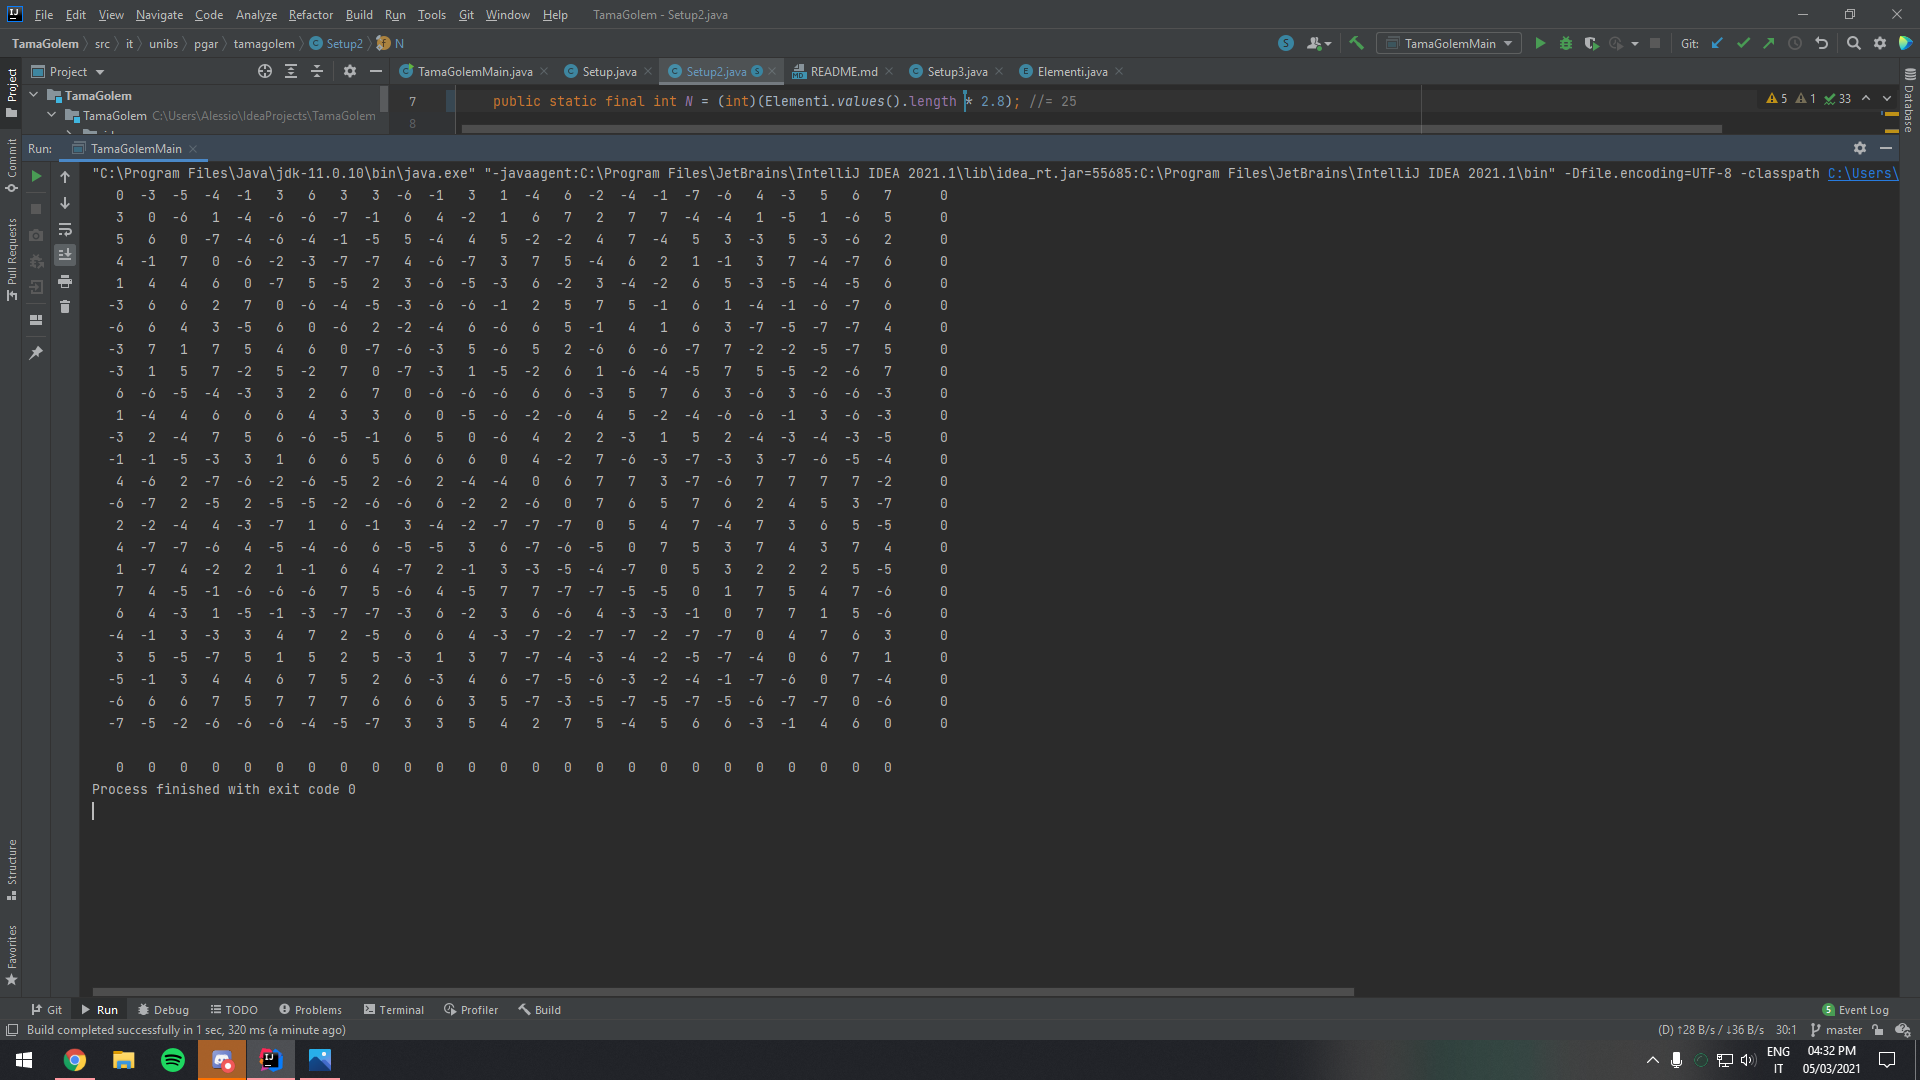 File Edit View Navigate Code Analyze Refactor Build Run Tools Git Window Help TamaGolem - Setup2.java
TamaGolem src it unibs pgar tamagolem Setup2 N TamaGolemMain Git:
Project TamaGolemMain.java Setup.java Setup2.java README.md Setup3.java Elementi.java
TamaGolem
7 public static final int N = (int)(Elementi.values().length * 2.8); //= 25 5 1 33
TamaGolem C:\Users\Alessio\IdeaProjects\TamaGolem
8
Run: TamaGolemMain
"C:\Program Files\Java\jdk-11.0.10\bin\java.exe" "-javaagent:C:\Program Files\JetBrains\IntelliJ IDEA 2021.1\lib\idea_rt.jar=55685:C:\Program Files\JetBrains\IntelliJ IDEA 2021.1\bin" -Dfile.encoding=UTF-8 -classpath C:\Users\
0 -3 -5 -4 -1 3 6 3 3 -6 -1 3 1 -4 6 -2 -4 -1 -7 -6 4 -3 5 6 7 0
3 0 -6 1 -4 -6 -6 -7 -1 6 4 -2 1 6 7 2 7 7 -4 -4 1 -5 1 -6 5 0
5 6 0 -7 -4 -6 -4 -1 -5 5 -4 4 5 -2 -2 4 7 -4 5 3 -3 5 -3 -6 2 0
4 -1 7 0 -6 -2 -3 -7 -7 4 -6 -7 3 7 5 -4 6 2 1 -1 3 7 -4 -7 6 0
1 4 4 6 0 -7 5 -5 2 3 -6 -5 -3 6 -2 3 -4 -2 6 5 -3 -5 -4 -5 6 0
-3 6 6 2 7 0 -6 -4 -5 -3 -6 -6 -1 2 5 7 5 -1 6 1 -4 -1 -6 -7 6 0
-6 6 4 3 -5 6 0 -6 2 -2 -4 6 -6 6 5 -1 4 1 6 3 -7 -5 -7 -7 4 0
-3 7 1 7 5 4 6 0 -7 -6 -3 5 -6 5 2 -6 6 -6 -7 7 -2 -2 -5 -7 5 0
-3 1 5 7 -2 5 -2 7 0 -7 -3 1 -5 -2 6 1 -6 -4 -5 7 5 -5 -2 -6 7 0
6 -6 -5 -4 -3 3 2 6 7 0 -6 -6 -6 6 6 -3 5 7 6 3 -6 3 -6 -6 -3 0
1 -4 4 6 6 6 4 3 3 6 0 -5 -6 -2 -6 4 5 -2 -4 -6 -6 -1 3 -6 -3 0
-3 2 -4 7 5 6 -6 -5 -1 6 5 0 -6 4 2 2 -3 1 5 2 -4 -3 -4 -3 -5 0
-1 -1 -5 -3 3 1 6 6 5 6 6 6 0 4 -2 7 -6 -3 -7 -3 3 -7 -6 -5 -4 0
4 -6 2 -7 -6 -2 -6 -5 2 -6 2 -4 -4 0 6 7 7 3 -7 -6 7 7 7 7 -2 0
-6 -7 2 -5 2 -5 -5 -2 -6 -6 6 -2 2 -6 0 7 6 5 7 6 2 4 5 3 -7 0
2 -2 -4 4 -3 -7 1 6 -1 3 -4 -2 -7 -7 -7 0 5 4 7 -4 7 3 6 5 -5 0
4 -7 -7 -6 4 -5 -4 -6 6 -5 -5 3 6 -7 -6 -5 0 7 5 3 7 4 3 7 4 0
1 -7 4 -2 2 1 -1 6 4 -7 2 -1 3 -3 -5 -4 -7 0 5 3 2 2 2 5 -5 0
7 4 -5 -1 -6 -6 -6 7 5 -6 4 -5 7 7 -7 -7 -5 -5 0 1 7 5 4 7 -6 0
6 4 -3 1 -5 -1 -3 -7 -7 -3 6 -2 3 6 -6 4 -3 -3 -1 0 7 7 1 5 -6 0
-4 -1 3 -3 3 4 7 2 -5 6 6 4 -3 -7 -2 -7 -7 -2 -7 -7 0 4 7 6 3 0
3 5 -5 -7 5 1 5 2 5 -3 1 3 7 -7 -4 -3 -4 -2 -5 -7 -4 0 6 7 1 0
-5 -1 3 4 4 6 7 5 2 6 -3 4 6 -7 -5 -6 -3 -2 -4 -1 -7 -6 0 7 -4 0
-6 6 6 7 5 7 7 7 6 6 6 3 5 -7 -3 -5 -7 -5 -7 -5 -6 -7 -7 0 -6 0
-7 -5 -2 -6 -6 -6 -4 -5 -7 3 3 5 4 2 7 5 -4 5 6 6 -3 -1 4 6 0 0
0 0 0 0 0 0 0 0 0 0 0 0 0 0 0 0 0 0 0 0 0 0 0 0 0
Process finished with exit code 0
Project
Commit
Pull Requests
Structure
Favorites
Database
Git Run Debug TODO Problems Terminal Profiler Build 5 Event Log
Build completed successfully in 1 sec, 320 ms (a minute ago) (D) ↑28 B/s / ↓36 B/s 30:1 master
ENG 04:32 PM
IT 05/03/2021